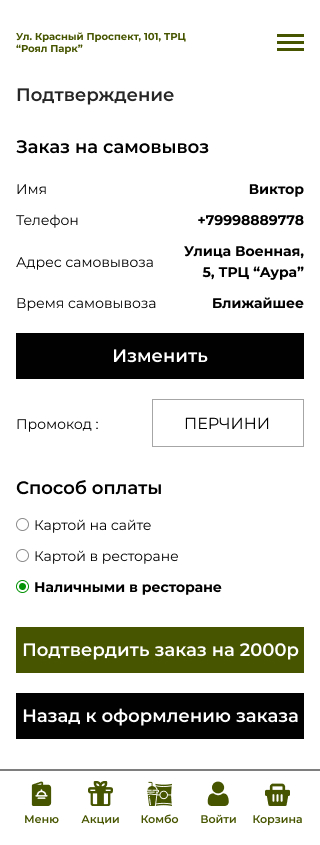 Ул. Красный Проспект, 101, ТРЦ
“Роял Парк”
Подтверждение
Заказ на самовывоз
Имя Виктор
Телефон +79998889778
Адрес самовывоза Улица Военная,
5, ТРЦ “Аура”
Время самовывоза Ближайшее
Изменить
Промокод : ПЕРЧИНИ
Способ оплаты
Картой на сайте
Картой в ресторане
Наличными в ресторане
Подтвердить заказ на 2000р
Назад к оформлению заказа
Меню Акции Комбо Войти Корзина